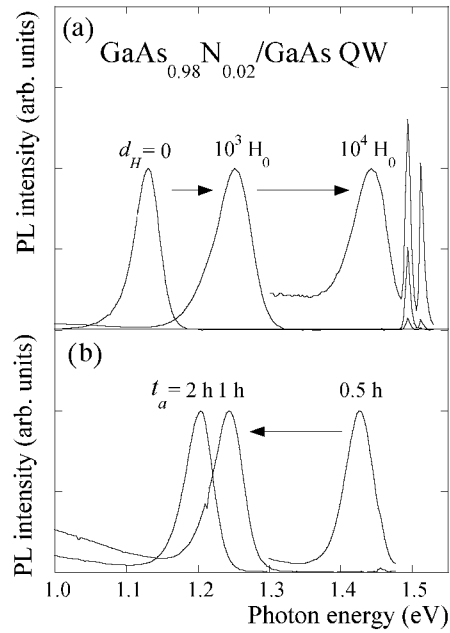 (a)
GaAs0.98N0.02/GaAs QW
dH = 0
10³ H0
10⁴ H0
PL intensity (arb. units)
(b)
ta = 2 h 1 h
0.5 h
PL intensity (arb. units)
1.0 1.1 1.2 1.3 1.4 1.5
Photon energy (eV)